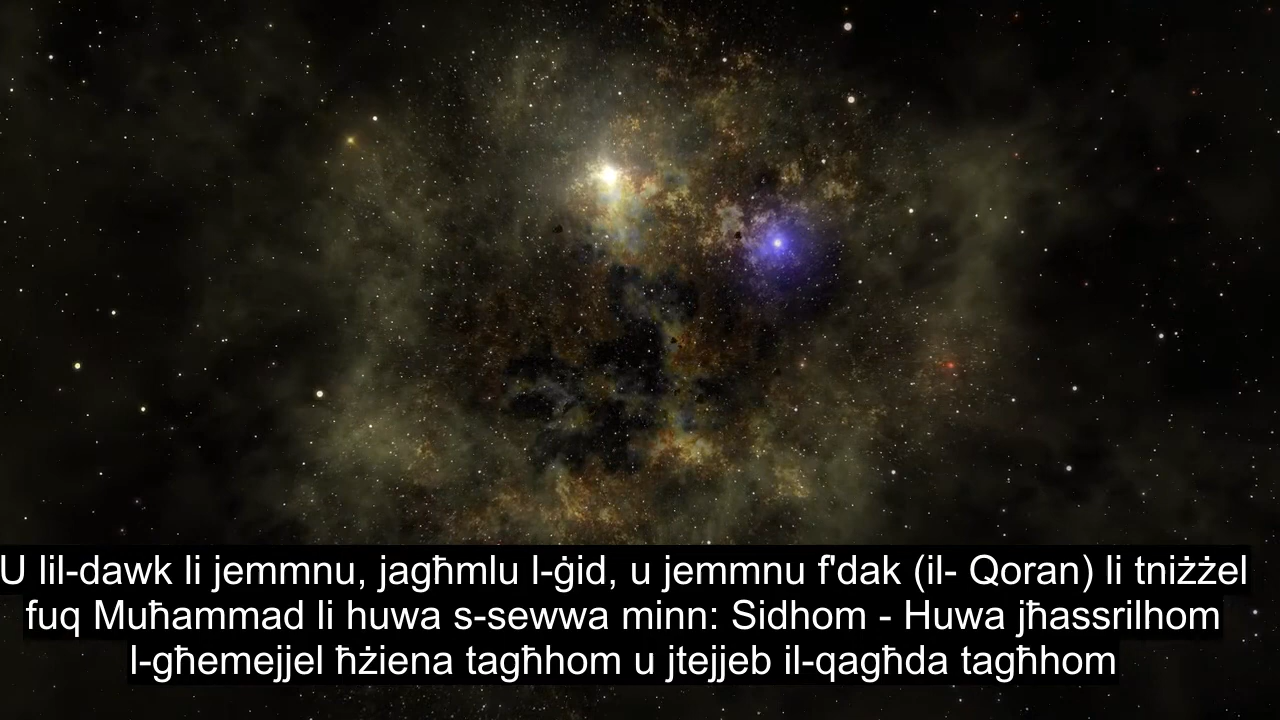 U lil-dawk li jemmnu, jagħmlu l-ġid, u jemmnu f'dak (il- Qoran) li tniżżel
fuq Muħammad li huwa s-sewwa minn: Sidhom - Huwa jħassrilhom
l-għemejjel ħżiena tagħhom u jtejjeb il-qagħda tagħhom